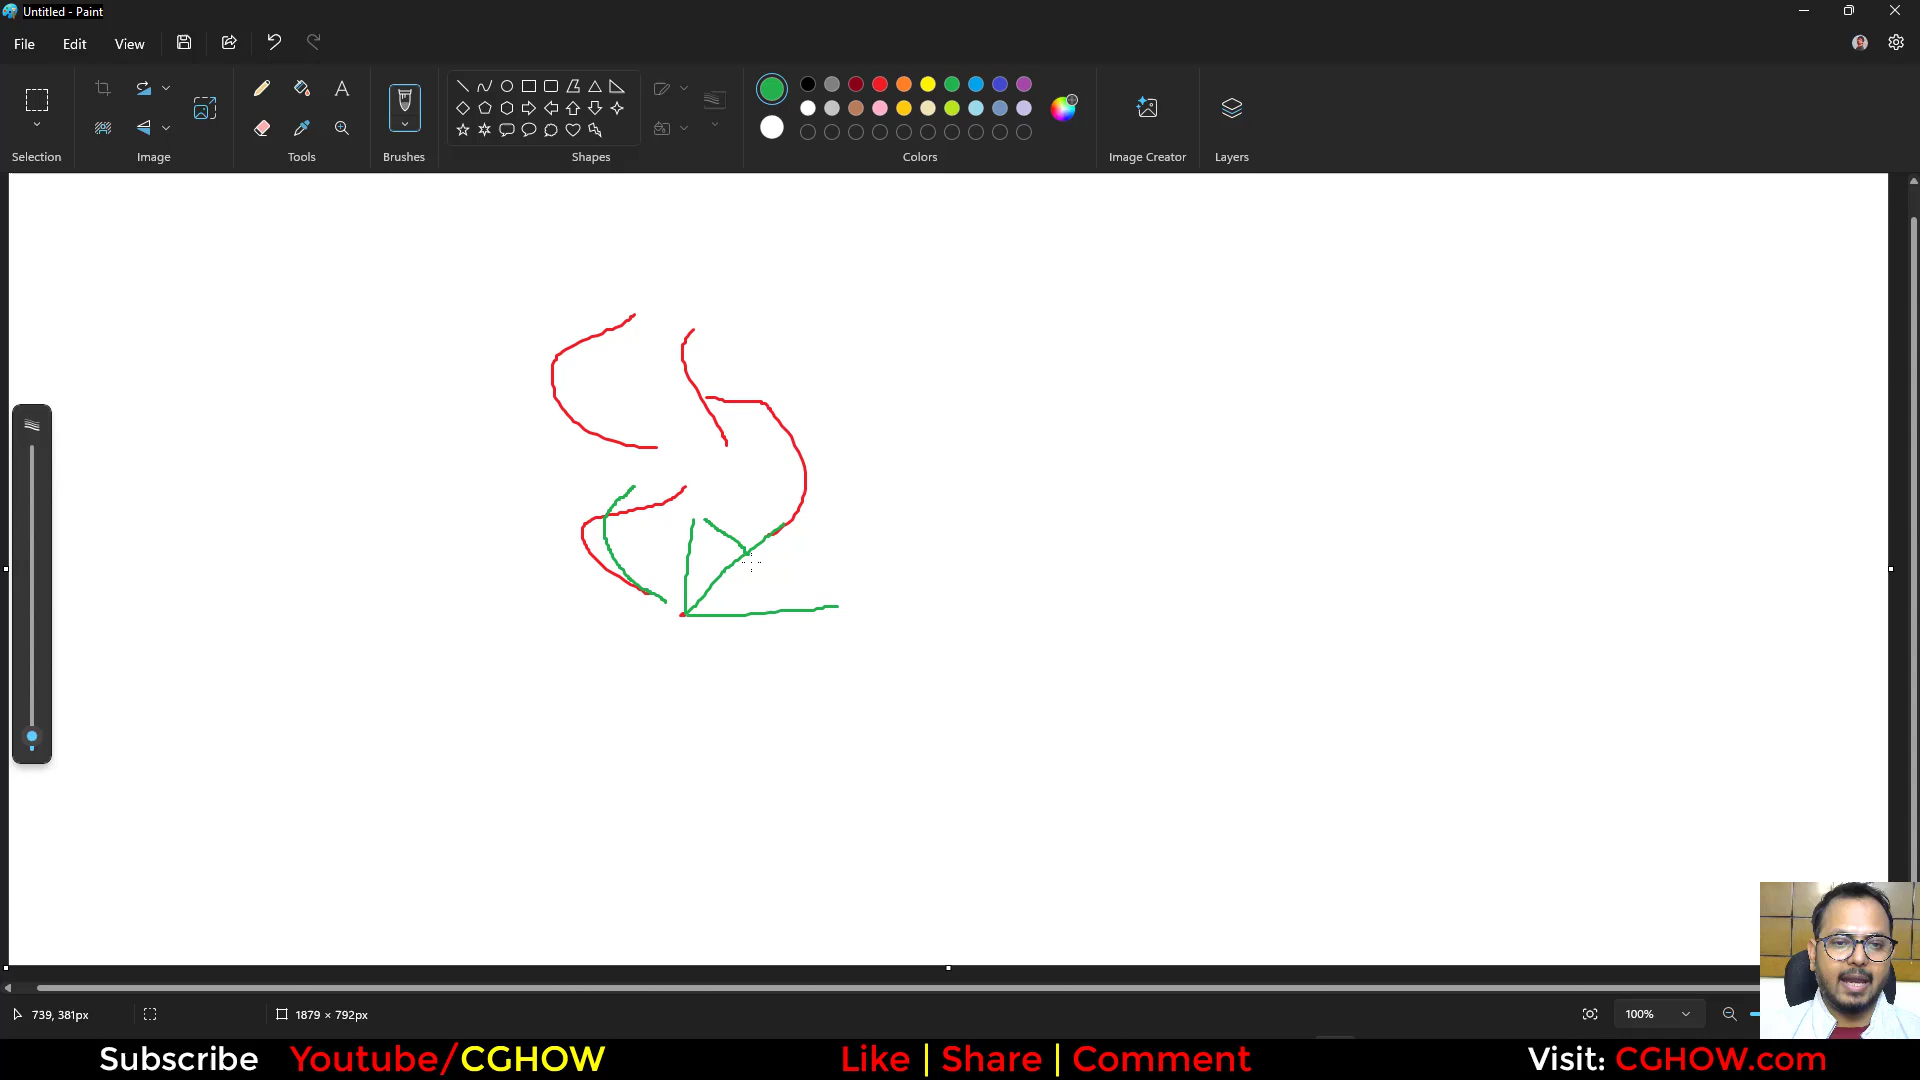 Untitled - Paint
File Edit View
Selection Image Tools Brushes Shapes Colors Image Creator Layers
739, 381px 1879 × 792px 100%
Subscribe Youtube/CGHOW Like | Share | Comment Visit: CGHOW.com